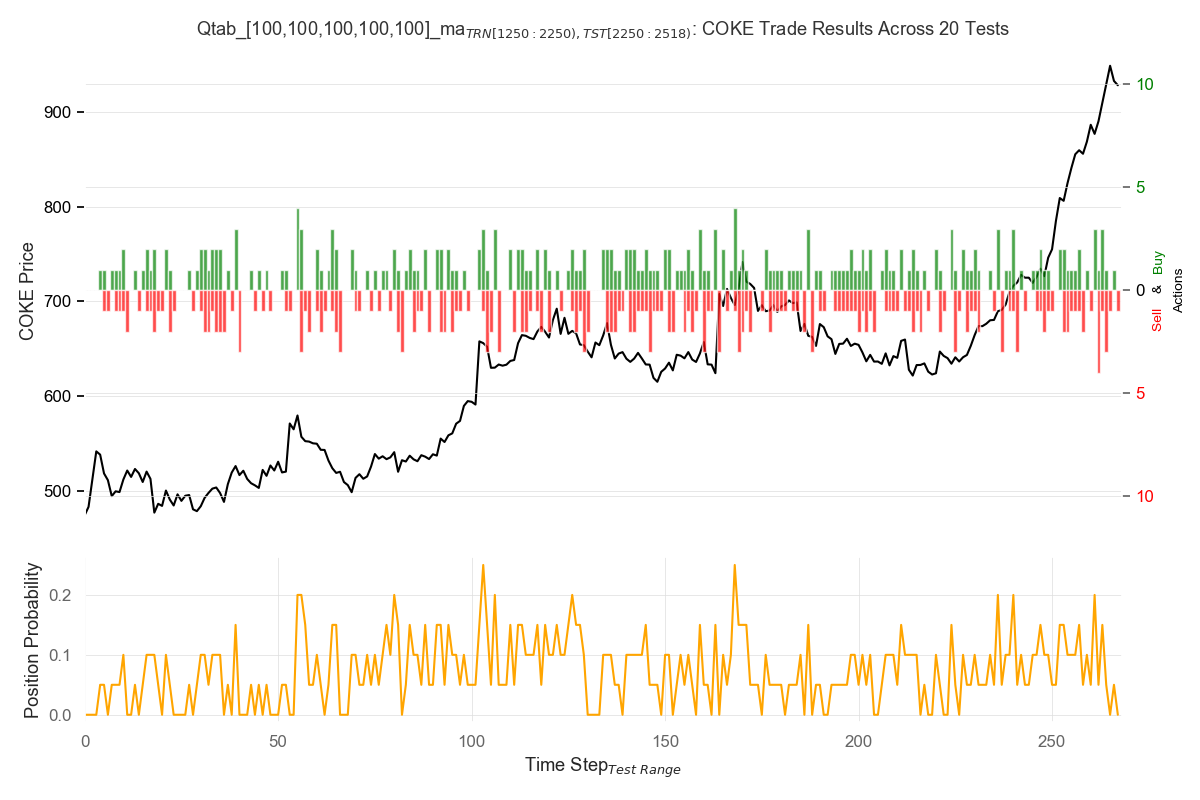 Qtab_[100,100,100,100,100]_ma_TRN[1250:2250),TST[2250:2518): COKE Trade Results Across 20 Tests
COKE Price
900
800
700
600
500
10
5
0
5
10
Sell & Buy
Actions
Position Probability
0.2
0.1
0.0
0 50 100 150 200 250
Time Step Test Range